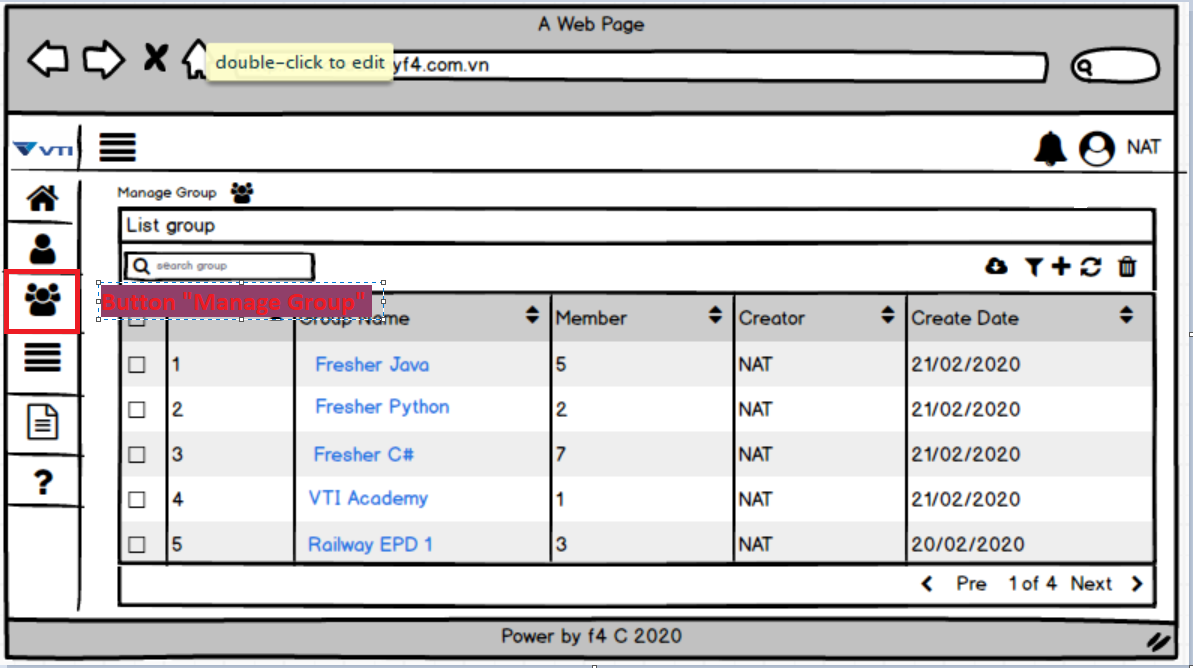 A Web Page
double-click to edit yf4.com.vn
VTI
NAT
Manage Group
List group
search group
Button "Manage Group"
Group Name Member Creator Create Date
1 Fresher Java 5 NAT 21/02/2020
2 Fresher Python 2 NAT 21/02/2020
3 Fresher C# 7 NAT 21/02/2020
4 VTI Academy 1 NAT 21/02/2020
5 Railway EPD 1 3 NAT 20/02/2020
Pre 1 of 4 Next
Power by f4 C 2020
?